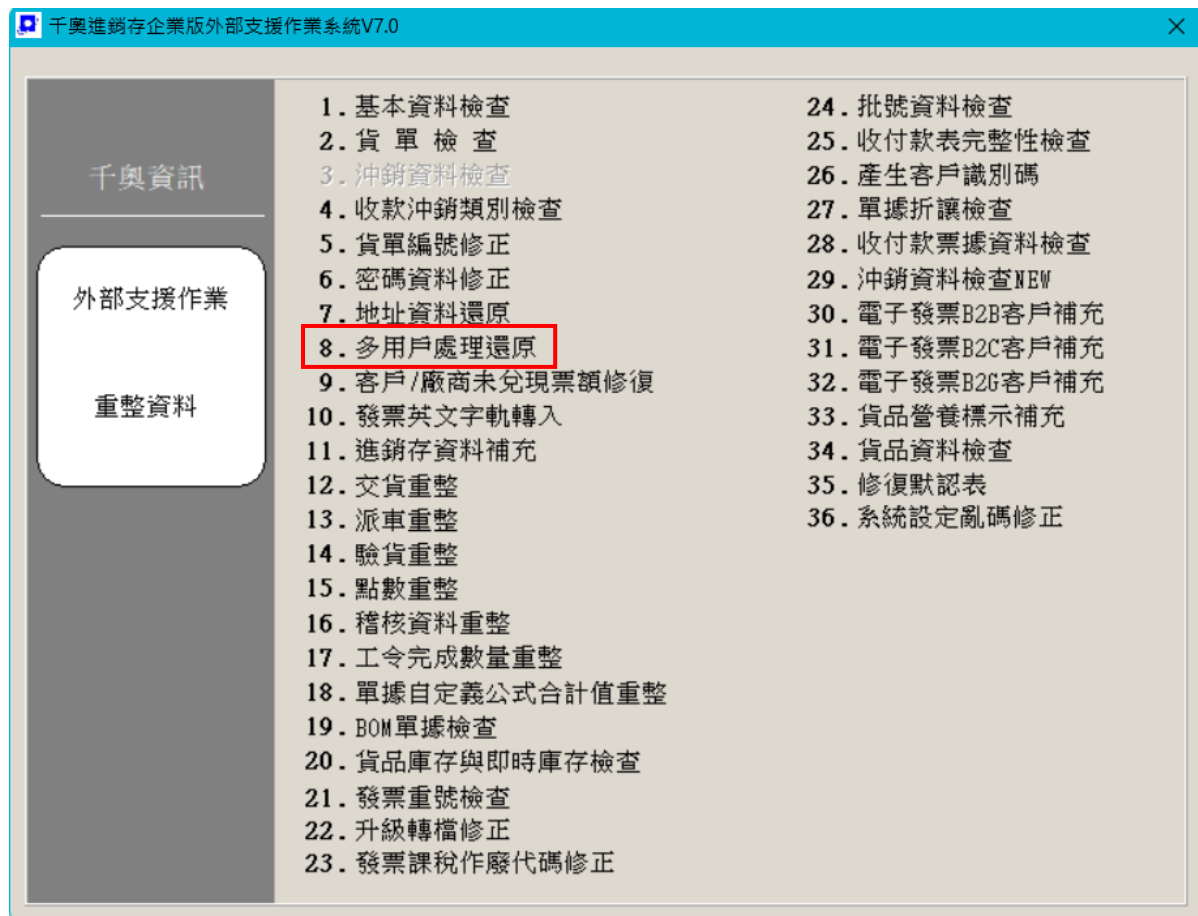 千奧進銷存企業版外部支援作業系統V7.0
千奧資訊
外部支援作業
重整資料
1.基本資料檢查
2.貨 單 檢 查
3.沖銷資料檢查
4.收款沖銷類別檢查
5.貨單編號修正
6.密碼資料修正
7.地址資料還原
8.多用戶處理還原
9.客戶/廠商未兌現票額修復
10.發票英文字軌轉入
11.進銷存資料補充
12.交貨重整
13.派車重整
14.驗貨重整
15.點數重整
16.稽核資料重整
17.工令完成數量重整
18.單據自定義公式合計值重整
19.BOM單據檢查
20.貨品庫存與即時庫存檢查
21.發票重號檢查
22.升級轉檔修正
23.發票課稅作廢代碼修正
24.批號資料檢查
25.收付款表完整性檢查
26.產生客戶識別碼
27.單據折讓檢查
28.收付款票據資料檢查
29.沖銷資料檢查NEW
30.電子發票B2B客戶補充
31.電子發票B2C客戶補充
32.電子發票B2G客戶補充
33.貨品營養標示補充
34.貨品資料檢查
35.修復默認表
36.系統設定亂碼修正